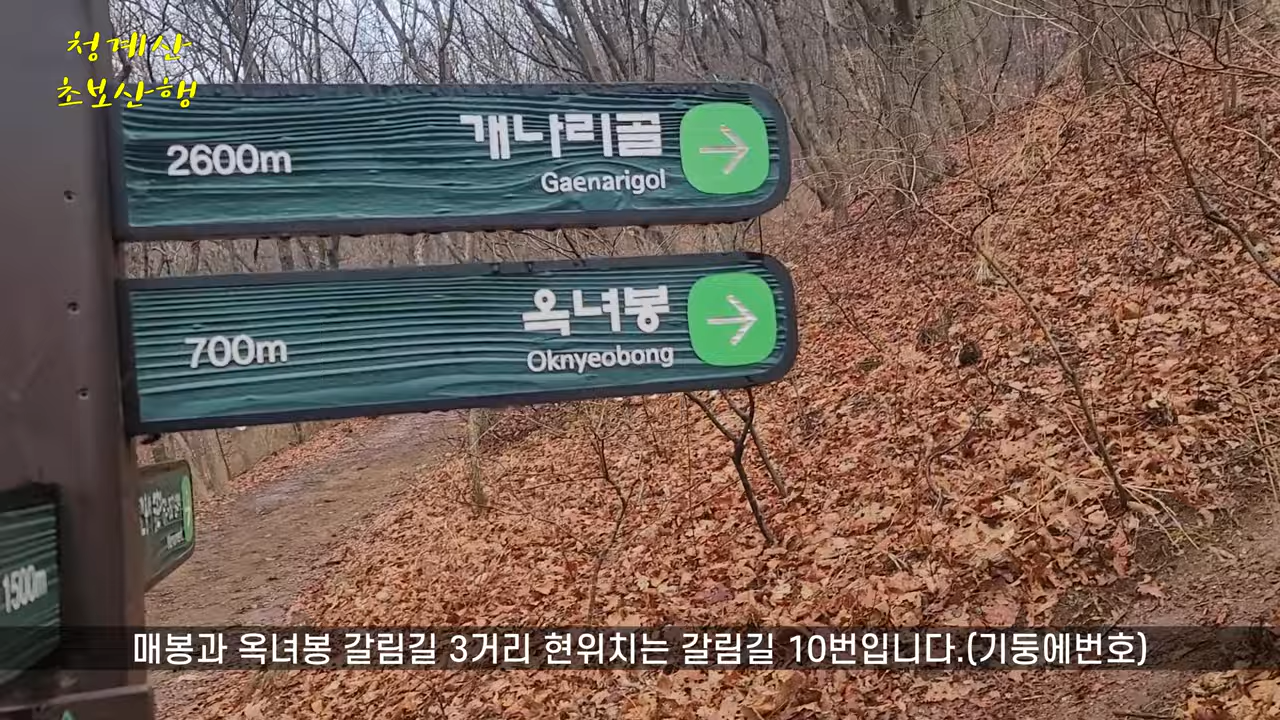 청계산
초보산행
2600m 개나리골
Gaenarigol
700m 옥녀봉
Oknyeobong
1500m
매봉과 옥녀봉 갈림길 3거리 현위치는 갈림길 10번입니다.(기둥에번호)